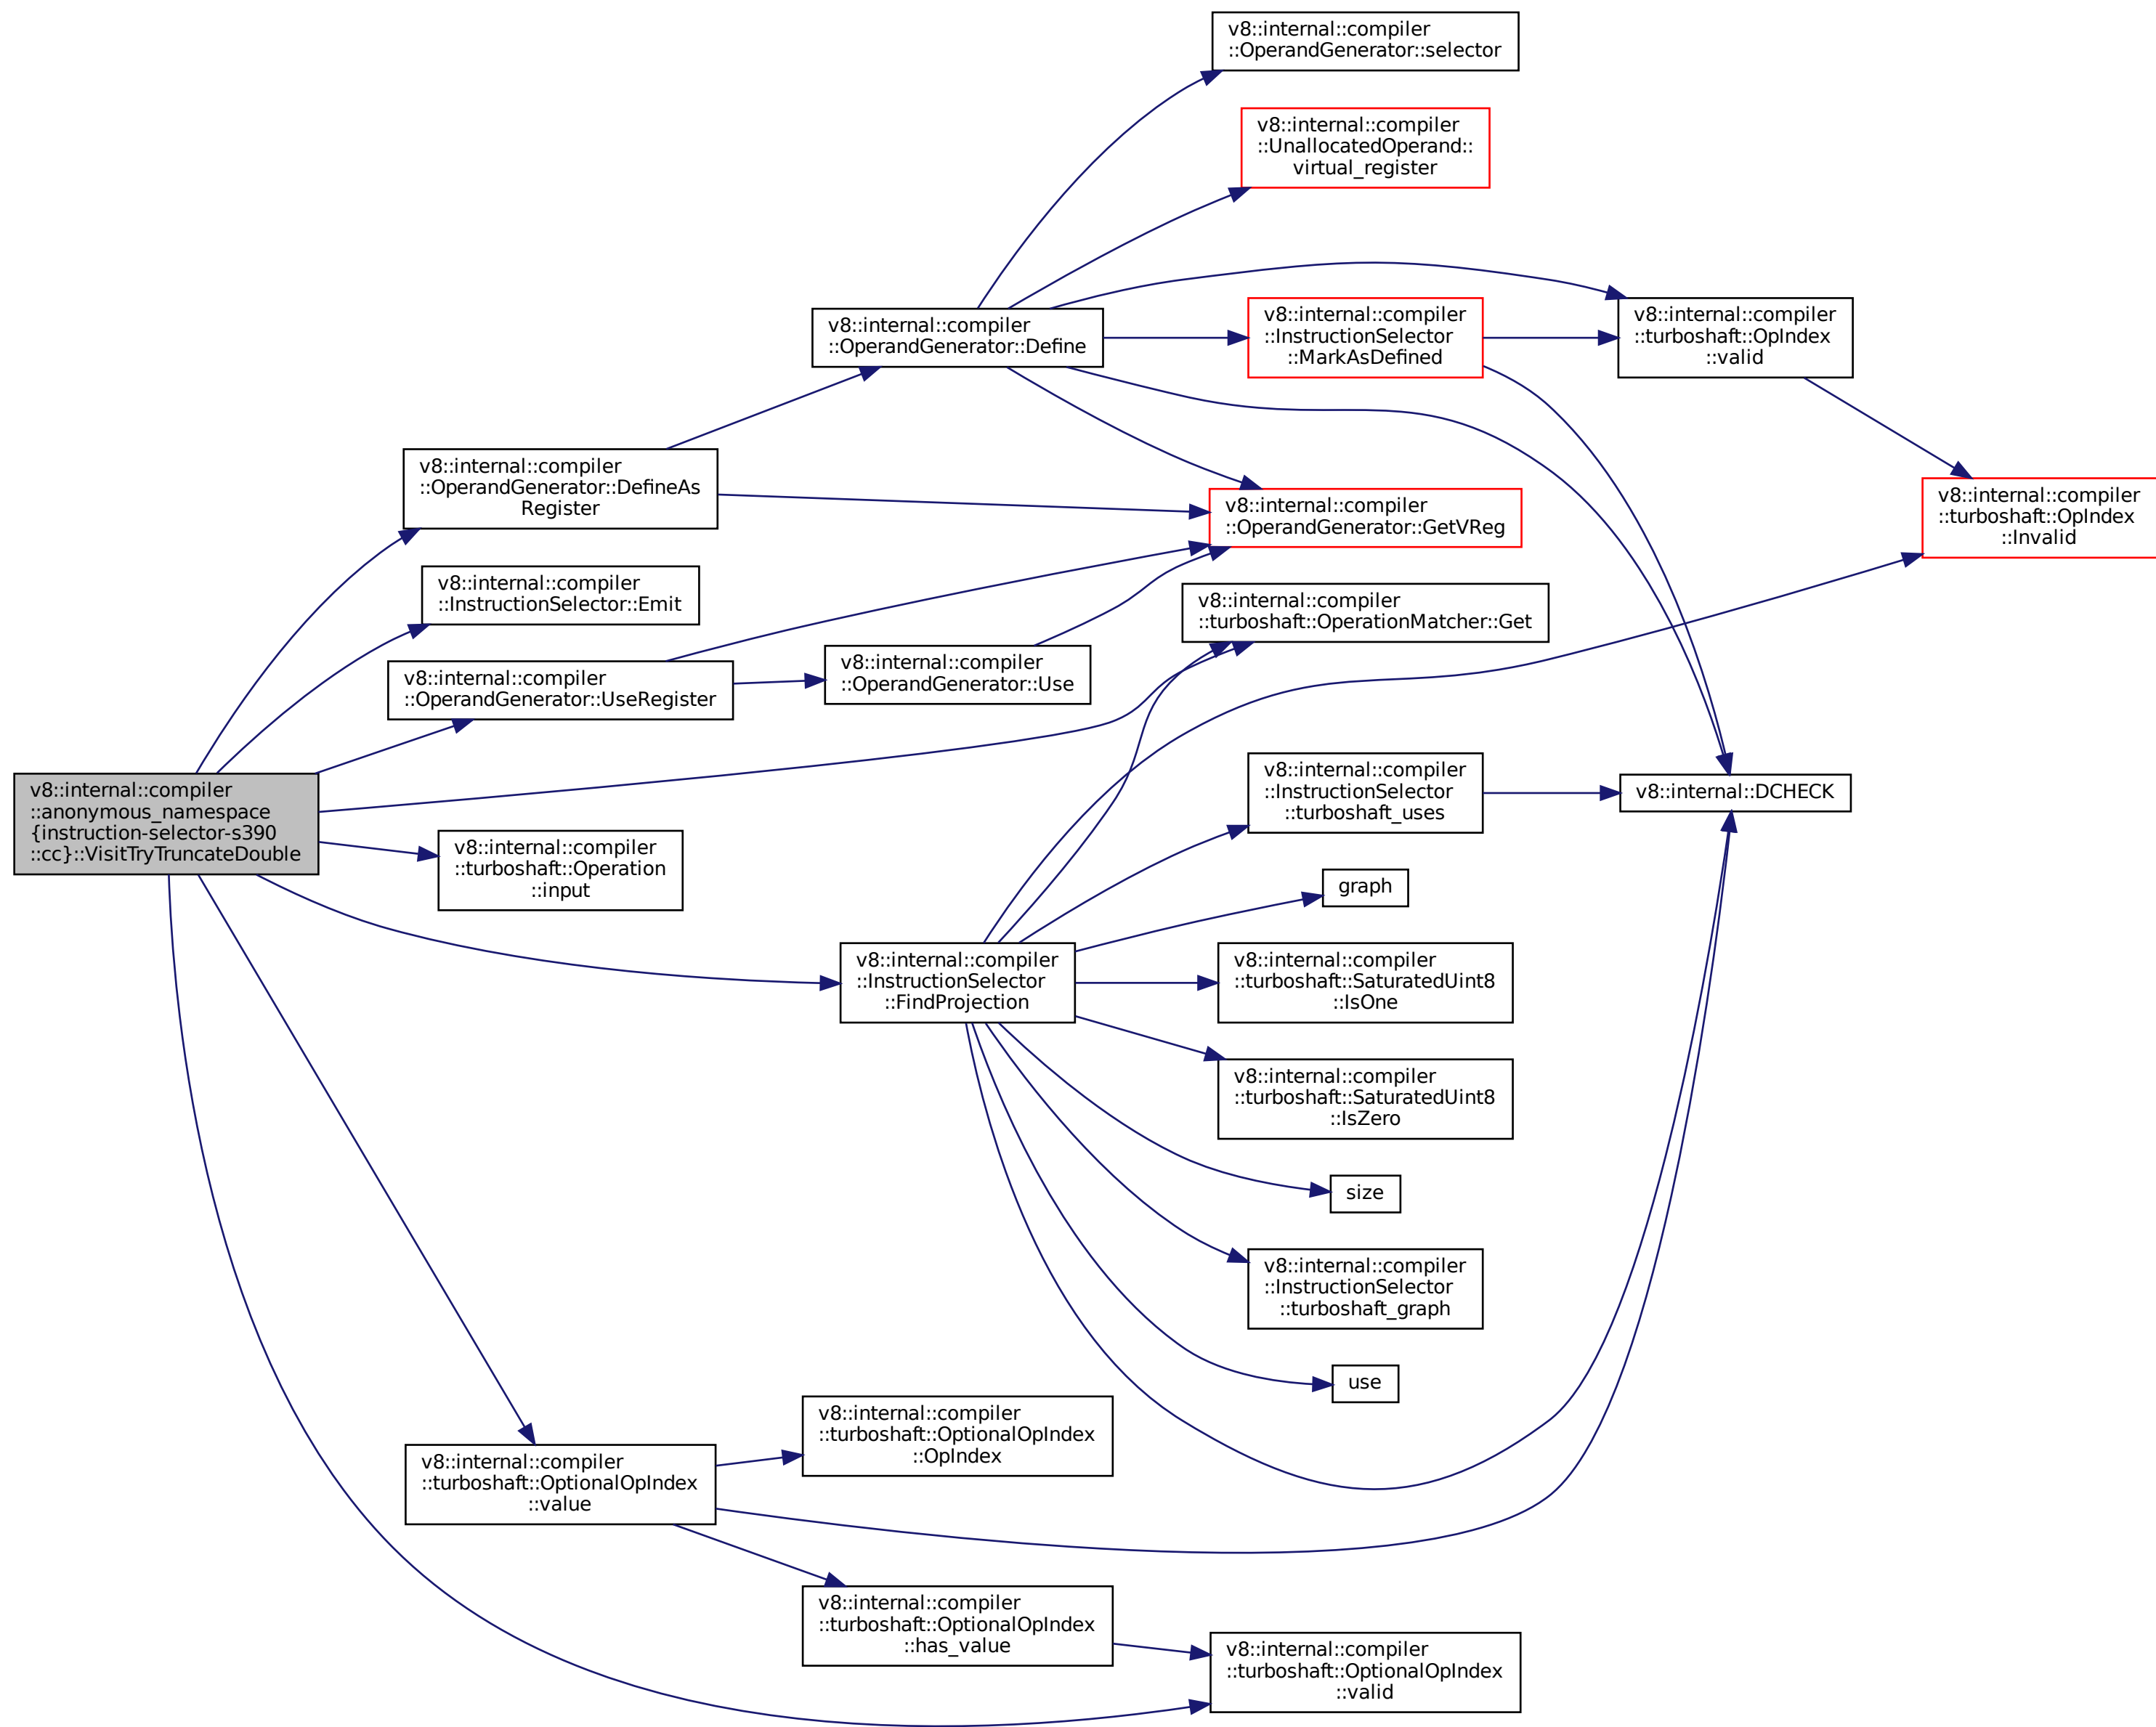 v8::internal::compiler
::OperandGenerator::selector
v8::internal::compiler
::UnallocatedOperand::
virtual_register
v8::internal::compiler
::OperandGenerator::Define
v8::internal::compiler
::InstructionSelector
::MarkAsDefined
v8::internal::compiler
::turboshaft::OpIndex
::valid
v8::internal::compiler
::OperandGenerator::DefineAs
Register
v8::internal::compiler
::OperandGenerator::GetVReg
v8::internal::compiler
::turboshaft::OpIndex
::Invalid
v8::internal::compiler
::InstructionSelector::Emit
v8::internal::compiler
::turboshaft::OperationMatcher::Get
v8::internal::compiler
::OperandGenerator::UseRegister
v8::internal::compiler
::OperandGenerator::Use
v8::internal::compiler
::anonymous_namespace
{instruction-selector-s390
::cc}::VisitTryTruncateDouble
v8::internal::compiler
::InstructionSelector
::turboshaft_uses
v8::internal::DCHECK
v8::internal::compiler
::turboshaft::Operation
::input
graph
v8::internal::compiler
::InstructionSelector
::FindProjection
v8::internal::compiler
::turboshaft::SaturatedUint8
::IsOne
v8::internal::compiler
::turboshaft::SaturatedUint8
::IsZero
size
v8::internal::compiler
::InstructionSelector
::turboshaft_graph
use
v8::internal::compiler
::turboshaft::OptionalOpIndex
::OpIndex
v8::internal::compiler
::turboshaft::OptionalOpIndex
::value
v8::internal::compiler
::turboshaft::OptionalOpIndex
::has_value
v8::internal::compiler
::turboshaft::OptionalOpIndex
::valid